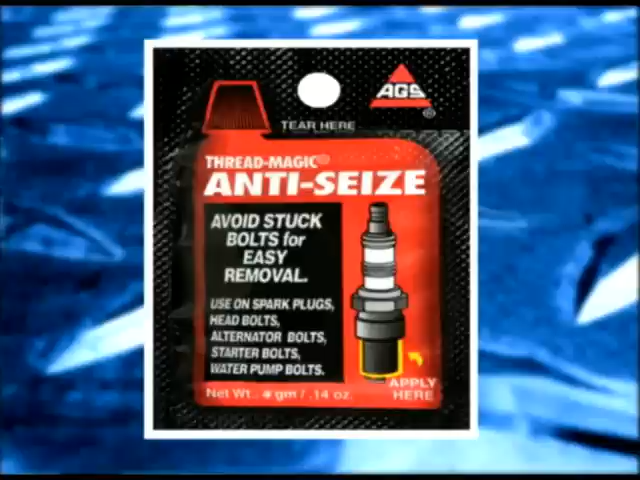 AGS®
TEAR HERE
THREAD-MAGIC®
ANTI-SEIZE
AVOID STUCK
BOLTS for
EASY
REMOVAL.
USE ON SPARK PLUGS,
HEAD BOLTS,
ALTERNATOR BOLTS,
STARTER BOLTS,
WATER PUMP BOLTS.
APPLY
HERE
Net Wt.. 4 gm / .14 oz.